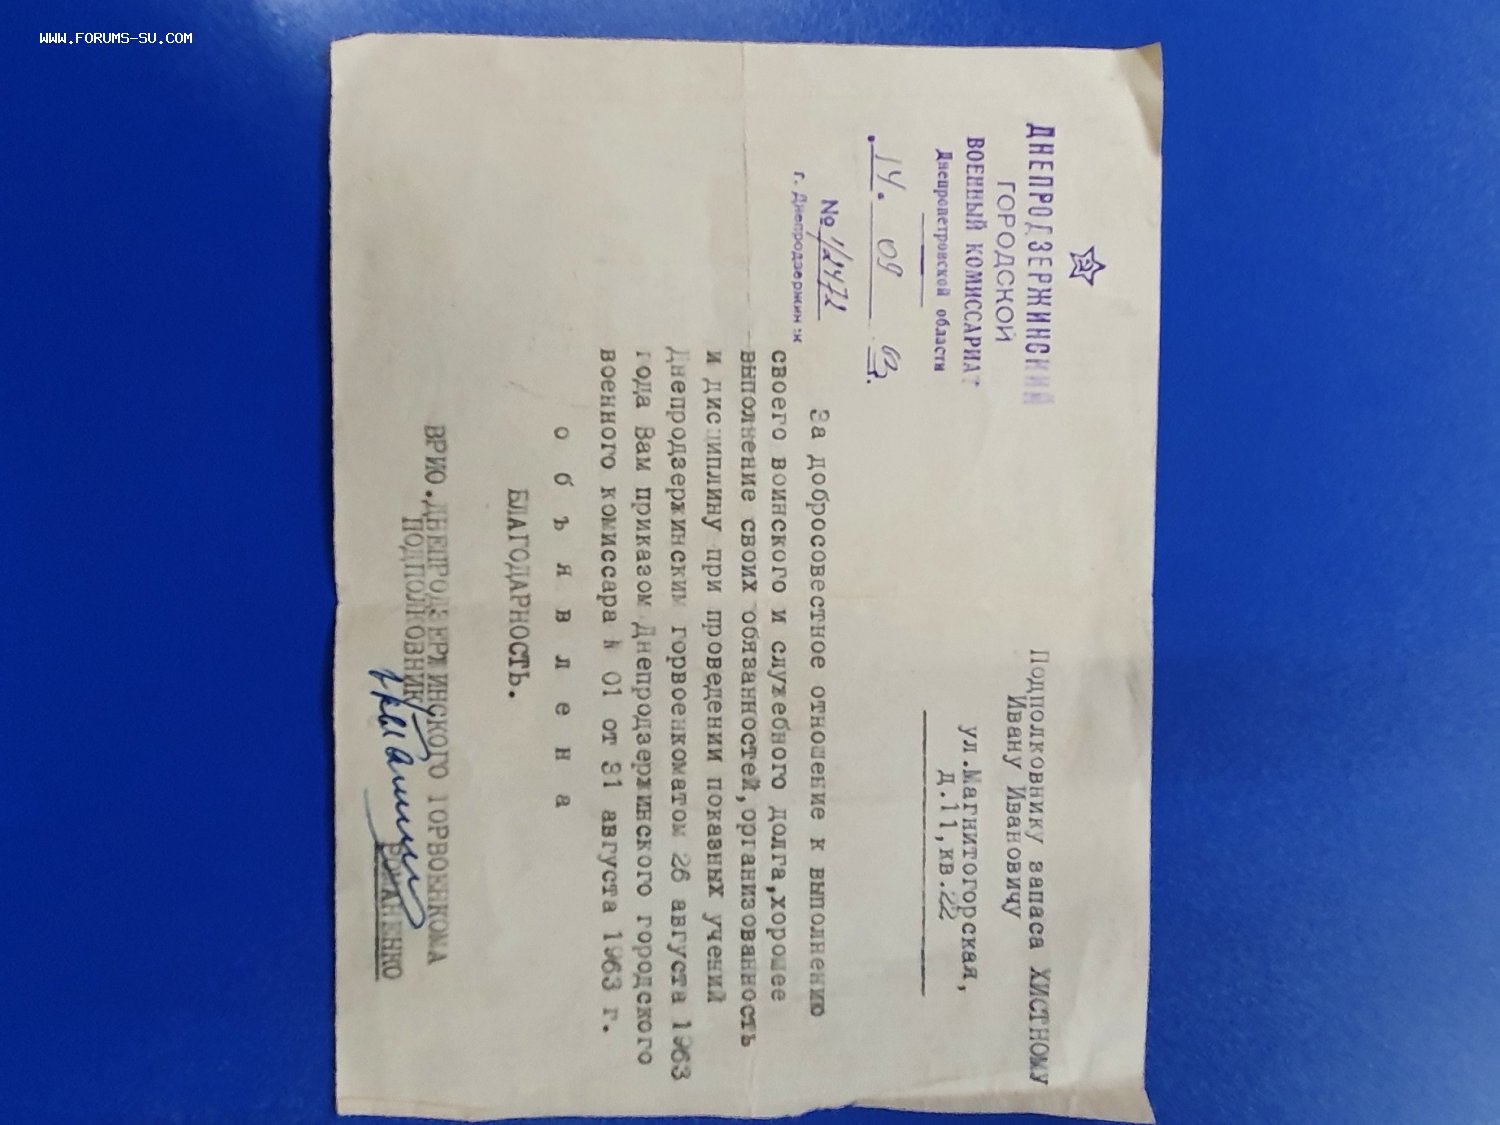 WWW.FORUMS-SU.COM
ДНЕПРОДЗЕРЖИНСКИЙ
ГОРОДСКОЙ
ВОЕННЫЙ КОМИССАРИАТ
Днепропетровской области
14. 09 63г.
№ 1/2472
г. Днепродзержинск
Подполковнику запаса ХИСТНОМУ
Ивану Ивановичу
ул.Магнитогорская,
д.11,кв.22
За добросовестное отношение к выполнению
своего воинского и служебного долга,хорошее
выполнение своих обязанностей,организованность
и дисциплину при проведении показных учений
Днепродзержинским горвоенкоматом 26 августа 1963
года Вам приказом Днепродзержинского городского
военного комиссара № 01 от 31 августа 1963 г.
о б ъ я в л е н а
БЛАГОДАРНОСТЬ.
ВРИО.ДНЕПРОДЗЕРЖИНСКОГО ГОРВОЕНКОМА
ПОДПОЛКОВНИК
РОМАНЕНКО